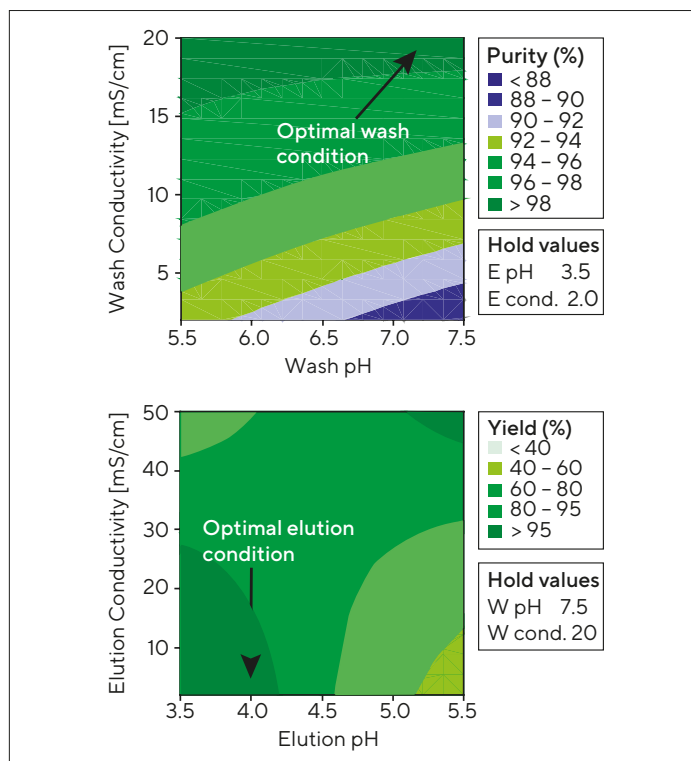 20
15
10
5
Wash Conductivity [mS/cm]
Optimal wash
condition
5.5 6.0 6.5 7.0 7.5
Wash pH
Purity (%)
< 88
88 – 90
90 – 92
92 – 94
94 – 96
96 – 98
> 98
Hold values
E pH 3.5
E cond. 2.0
50
40
30
20
10
Elution Conductivity [mS/cm]
Optimal elution
condition
3.5 4.0 4.5 5.0 5.5
Elution pH
Yield (%)
< 40
40 – 60
60 – 80
80 – 95
> 95
Hold values
W pH 7.5
W cond. 20